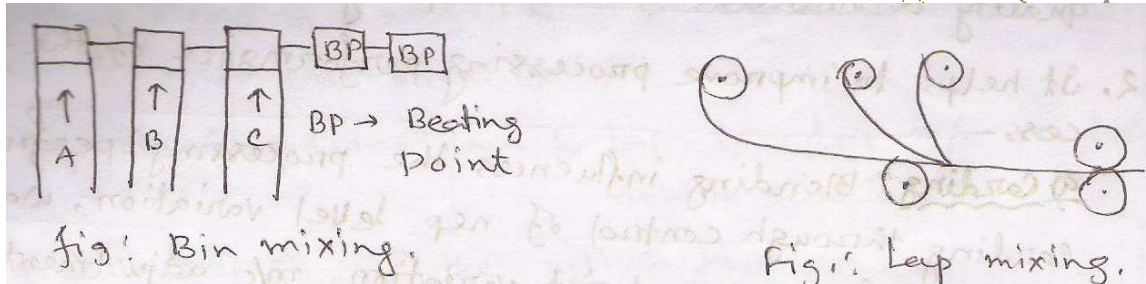 BP BP
A B C
BP → Beating
Point
fig: Bin mixing.
Fig.: Lap mixing.